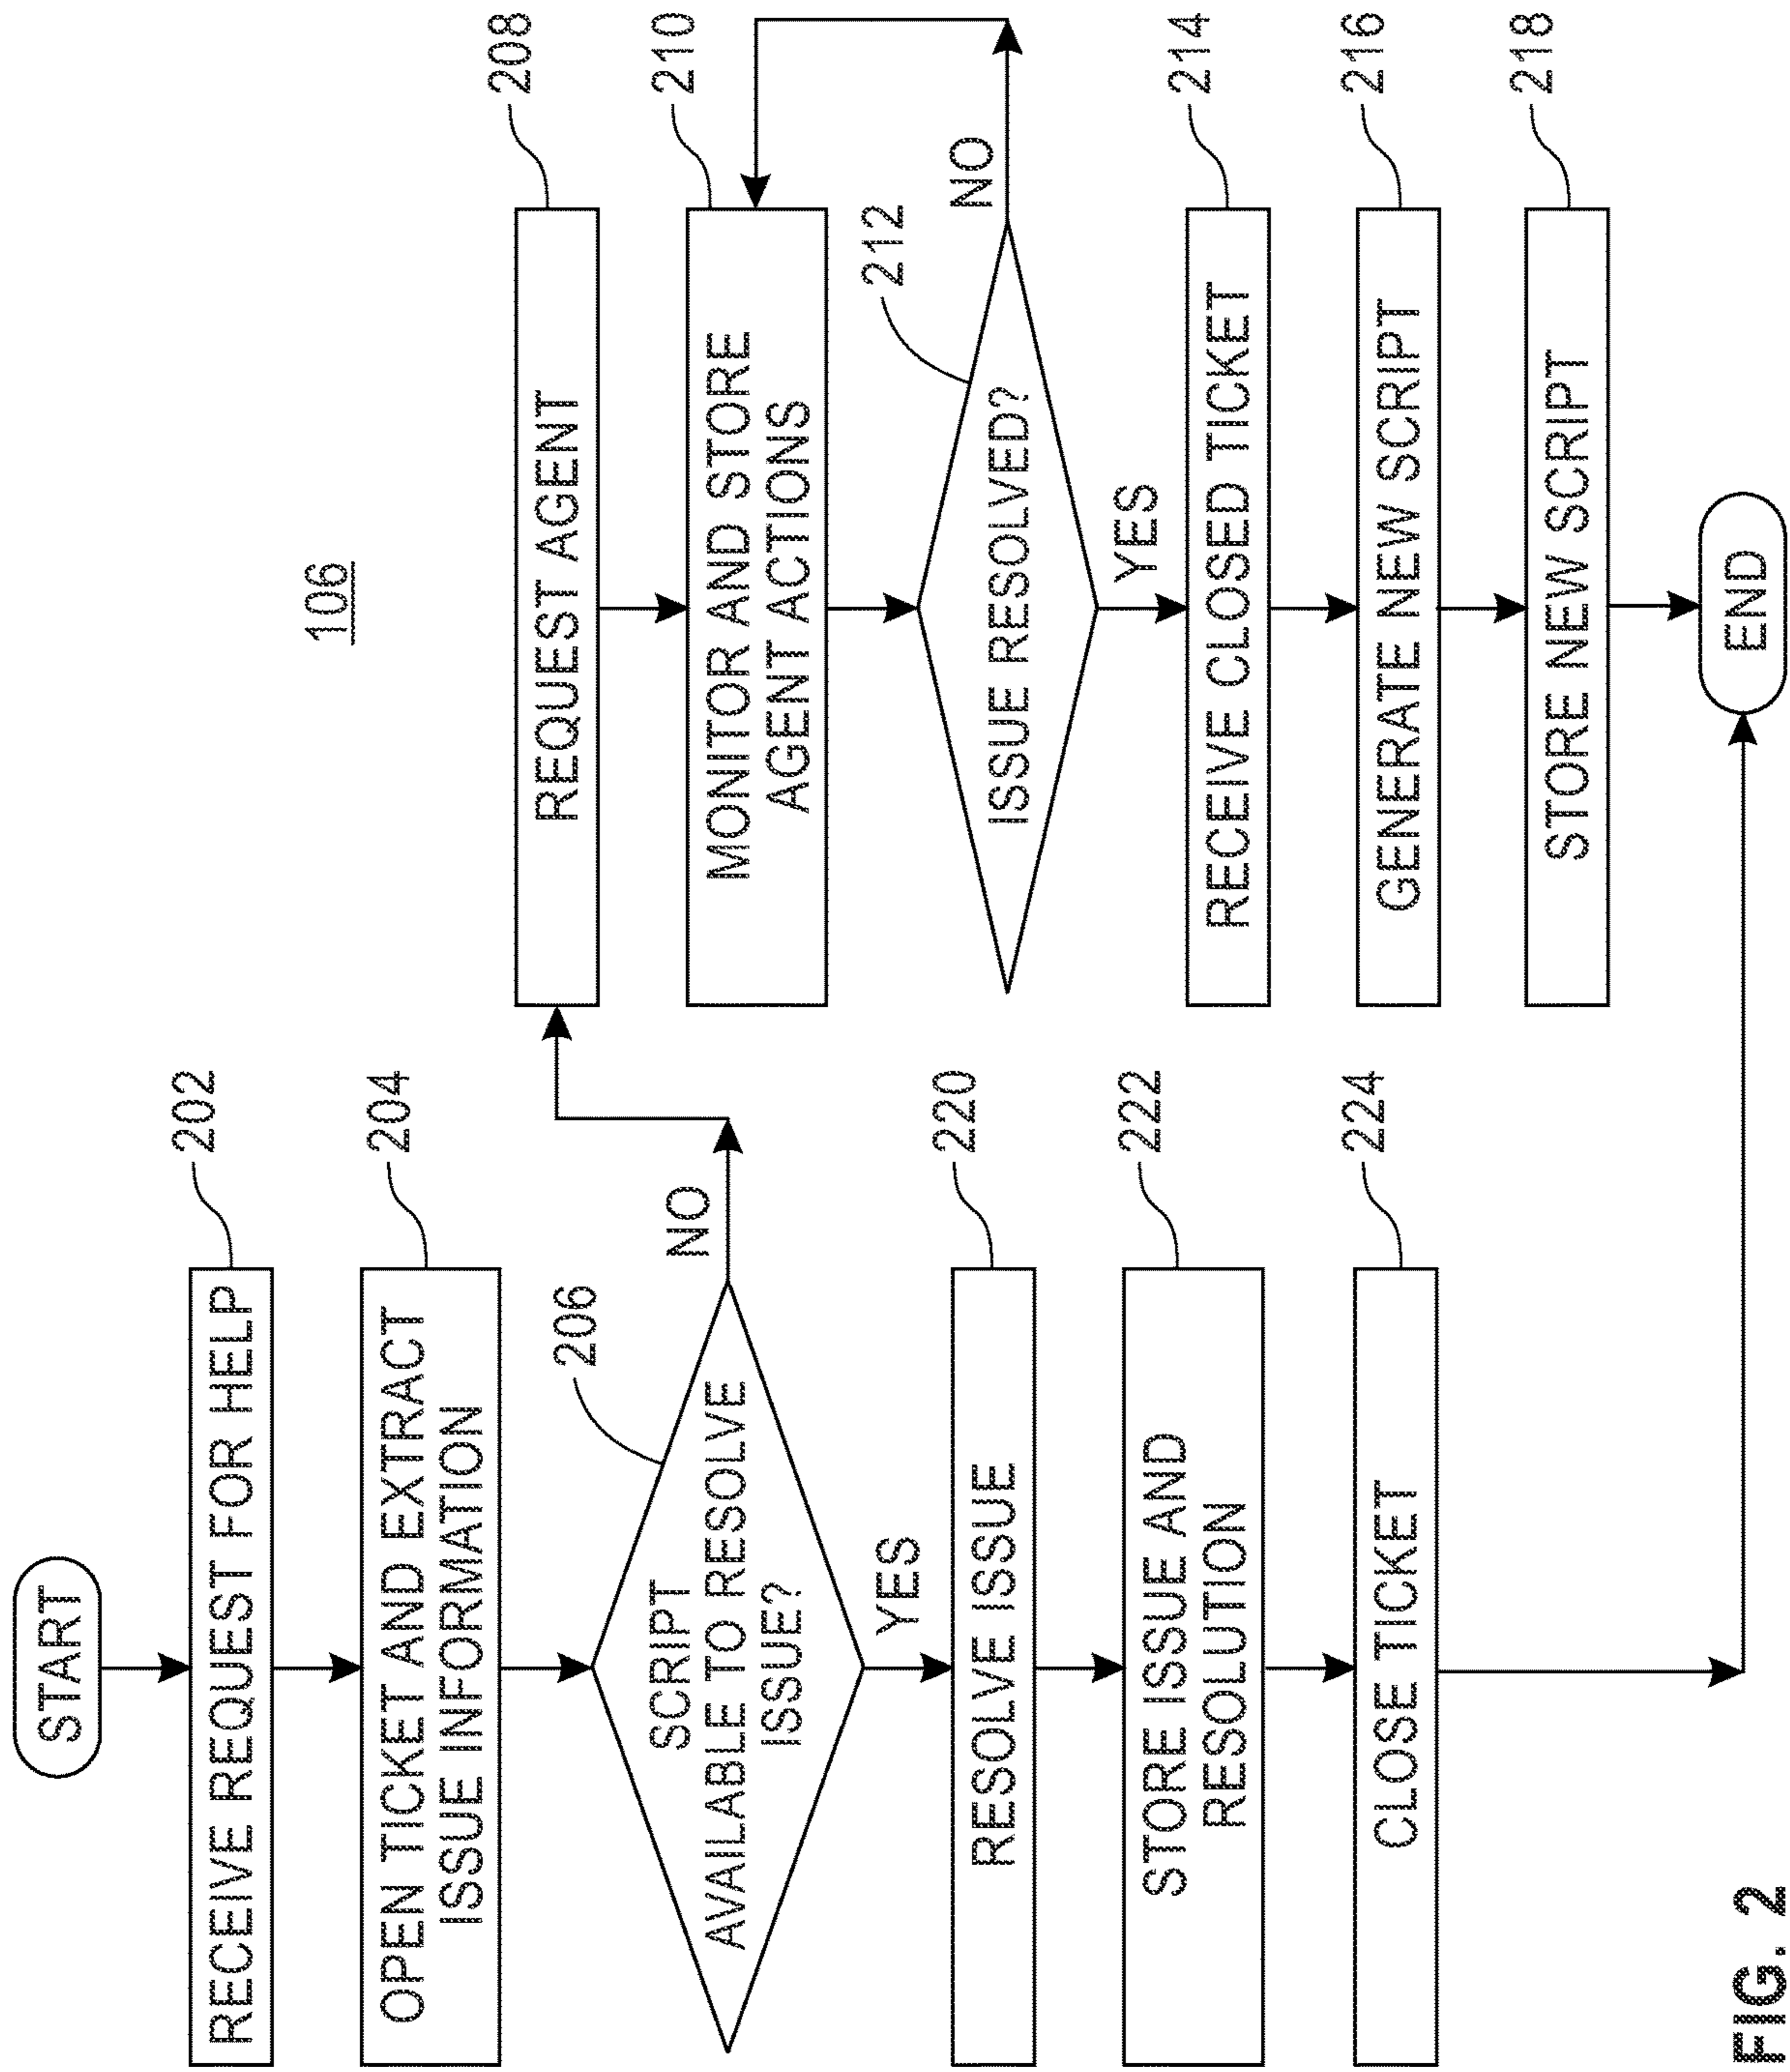 106
START
RECEIVE REQUEST FOR HELP
202
OPEN TICKET AND EXTRACT
ISSUE INFORMATION
204
SCRIPT
AVAILABLE TO RESOLVE
ISSUE?
206
NO
YES
RESOLVE ISSUE
220
STORE ISSUE AND
RESOLUTION
222
CLOSE TICKET
224
REQUEST AGENT
208
MONITOR AND STORE
AGENT ACTIONS
210
ISSUE RESOLVED?
212
NO
YES
RECEIVE CLOSED TICKET
214
GENERATE NEW SCRIPT
216
STORE NEW SCRIPT
218
END
FIG. 2